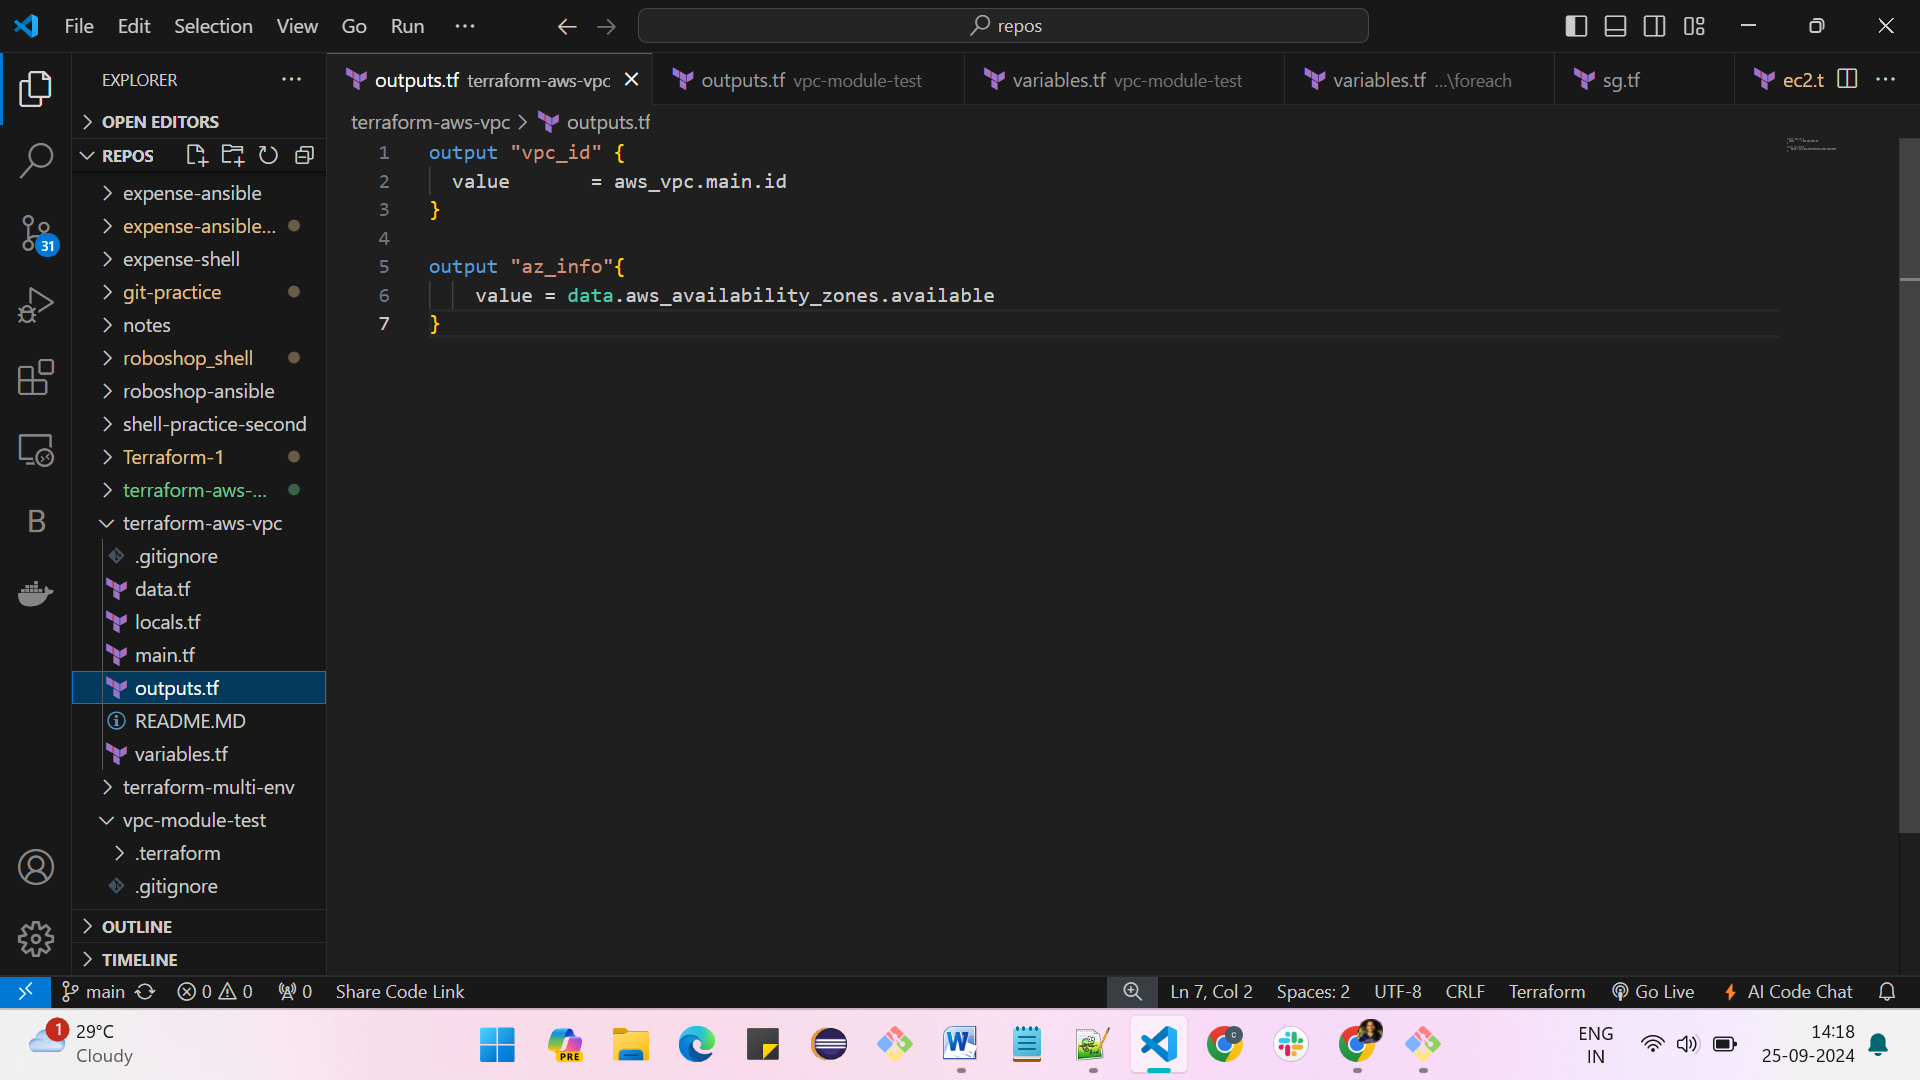 File Edit Selection View Go Run ···
repos
EXPLORER
OPEN EDITORS
REPOS
expense-ansible
expense-ansible...
expense-shell
git-practice
notes
roboshop_shell
roboshop-ansible
shell-practice-second
Terraform-1
terraform-aws-...
terraform-aws-vpc
.gitignore
data.tf
locals.tf
main.tf
outputs.tf
README.MD
variables.tf
terraform-multi-env
vpc-module-test
.terraform
.gitignore
OUTLINE
TIMELINE
31
B
outputs.tf terraform-aws-vpc
outputs.tf vpc-module-test
variables.tf vpc-module-test
variables.tf ...\foreach
sg.tf
ec2.t
terraform-aws-vpc > outputs.tf
1 output "vpc_id" {
2 value       = aws_vpc.main.id
3 }
4
5 output "az_info"{
6 value = data.aws_availability_zones.available
7 }
main 0 0 0 Share Code Link
Ln 7, Col 2 Spaces: 2 UTF-8 CRLF Terraform Go Live AI Code Chat
1 29°C
Cloudy
PRE
W
C
ENG
IN
14:18
25-09-2024